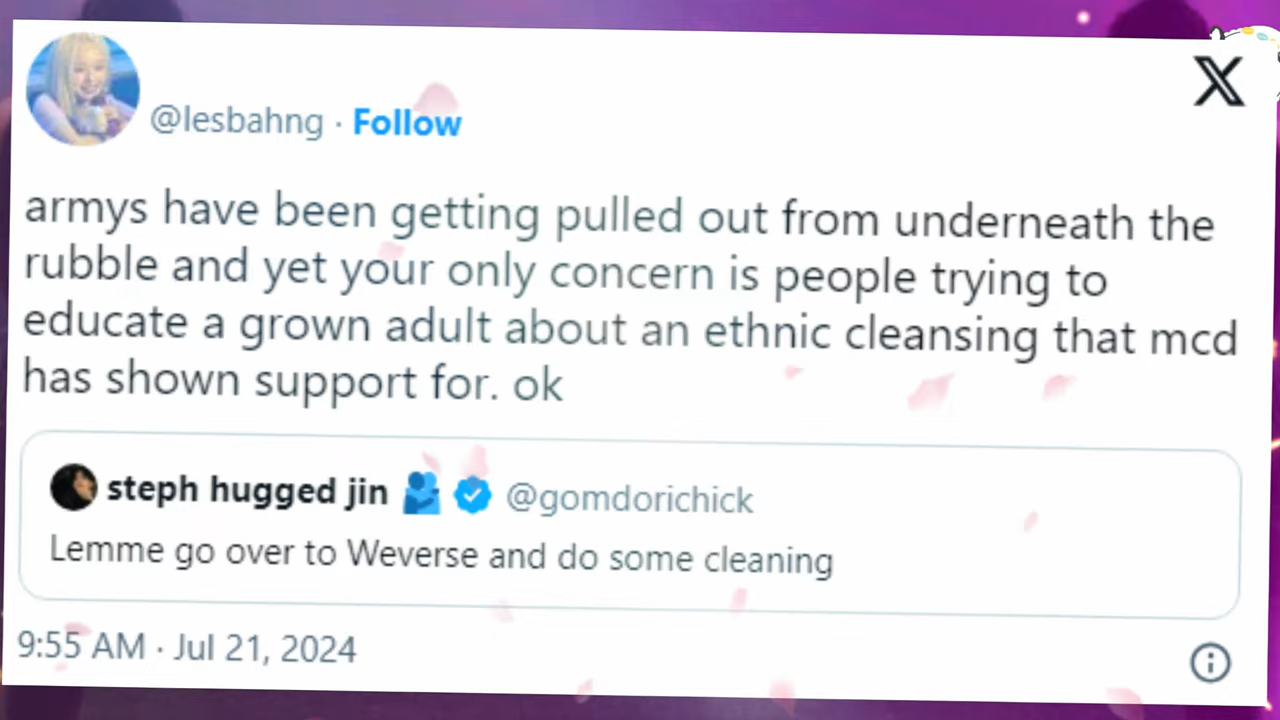 @lesbahng · Follow
X
armys have been getting pulled out from underneath the
rubble and yet your only concern is people trying to
educate a grown adult about an ethnic cleansing that mcd
has shown support for. ok
steph hugged jin @gomdorichick
Lemme go over to Weverse and do some cleaning
9:55 AM · Jul 21, 2024